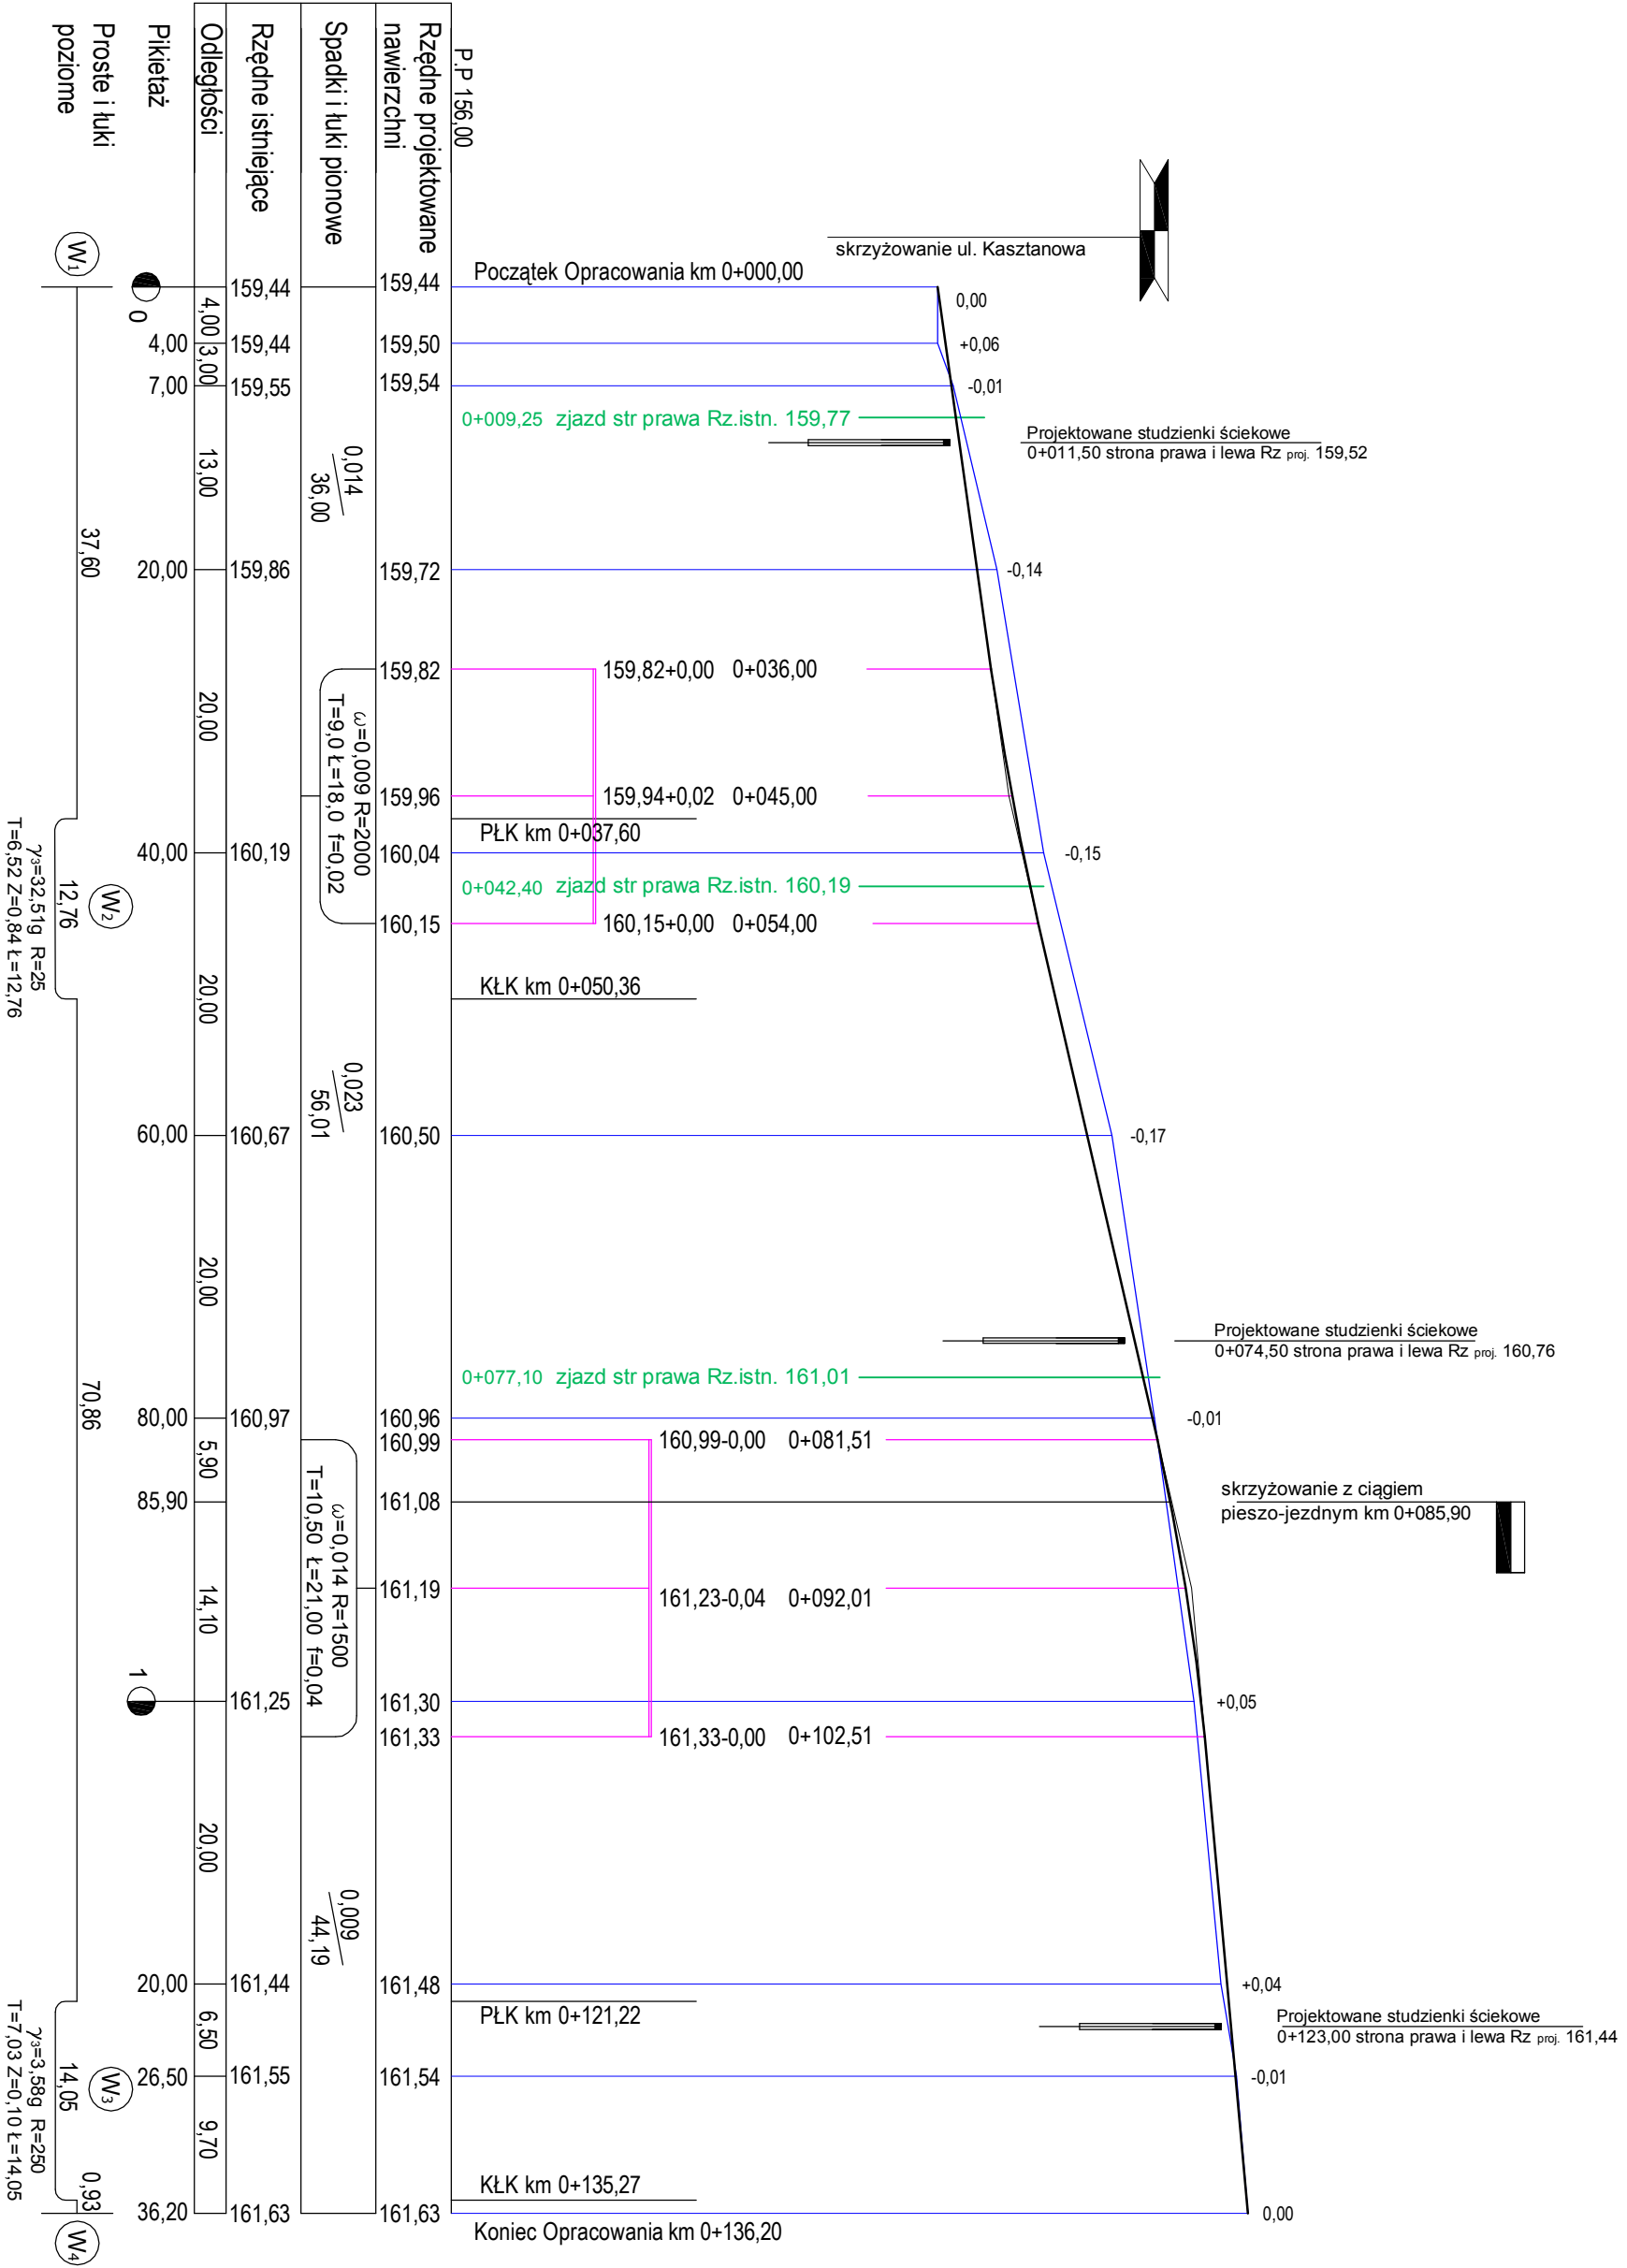 P.P 156,00
Rzędne projektowane
nawierzchni
Spadki i łuki pionowe
Rzędne istniejące
Odległości
Pikietaż
Proste i łuki
poziome
skrzyżowanie ul. Kasztanowa
Początek Opracowania km 0+000,00
W1
0
159,44
159,44
0,00
4,00
4,00
159,44
159,50
+0,06
3,00
7,00
159,55
159,54
-0,01
0+009,25 zjazd str prawa Rz.istn. 159,77
Projektowane studzienki ściekowe
0+011,50 strona prawa i lewa Rz proj. 159,52
13,00
0,014
36,00
37,60
20,00
159,86
159,72
-0,14
159,82
159,82+0,00 0+036,00
20,00
ω=0,009 R=2000
T=9,0 Ł=18,0 f=0,02
159,96
159,94+0,02 0+045,00
PŁK km 0+037,60
40,00
160,19
160,04
-0,15
0+042,40 zjazd str prawa Rz.istn. 160,19
W2
12,76
γ3=32,51g R=25
T=6,52 Z=0,84 Ł=12,76
160,15
160,15+0,00 0+054,00
KŁK km 0+050,36
20,00
0,023
56,01
60,00
160,67
160,50
-0,17
20,00
Projektowane studzienki ściekowe
0+074,50 strona prawa i lewa Rz proj. 160,76
0+077,10 zjazd str prawa Rz.istn. 161,01
70,86
80,00
160,97
160,96
-0,01
160,99
160,99-0,00 0+081,51
5,90
85,90
161,08
skrzyżowanie z ciągiem
pieszo-jezdnym km 0+085,90
ω=0,014 R=1500
T=10,50 Ł=21,00 f=0,04
14,10
161,19
161,23-0,04 0+092,01
1
161,25
161,30
+0,05
161,33
161,33-0,00 0+102,51
20,00
0,009
44,19
20,00
161,44
161,48
+0,04
PŁK km 0+121,22
Projektowane studzienki ściekowe
0+123,00 strona prawa i lewa Rz proj. 161,44
6,50
26,50
161,55
161,54
-0,01
W3
14,05
γ3=3,58g R=250
T=7,03 Z=0,10 Ł=14,05
9,70
KŁK km 0+135,27
0,93
36,20
161,63
161,63
0,00
Koniec Opracowania km 0+136,20
W4